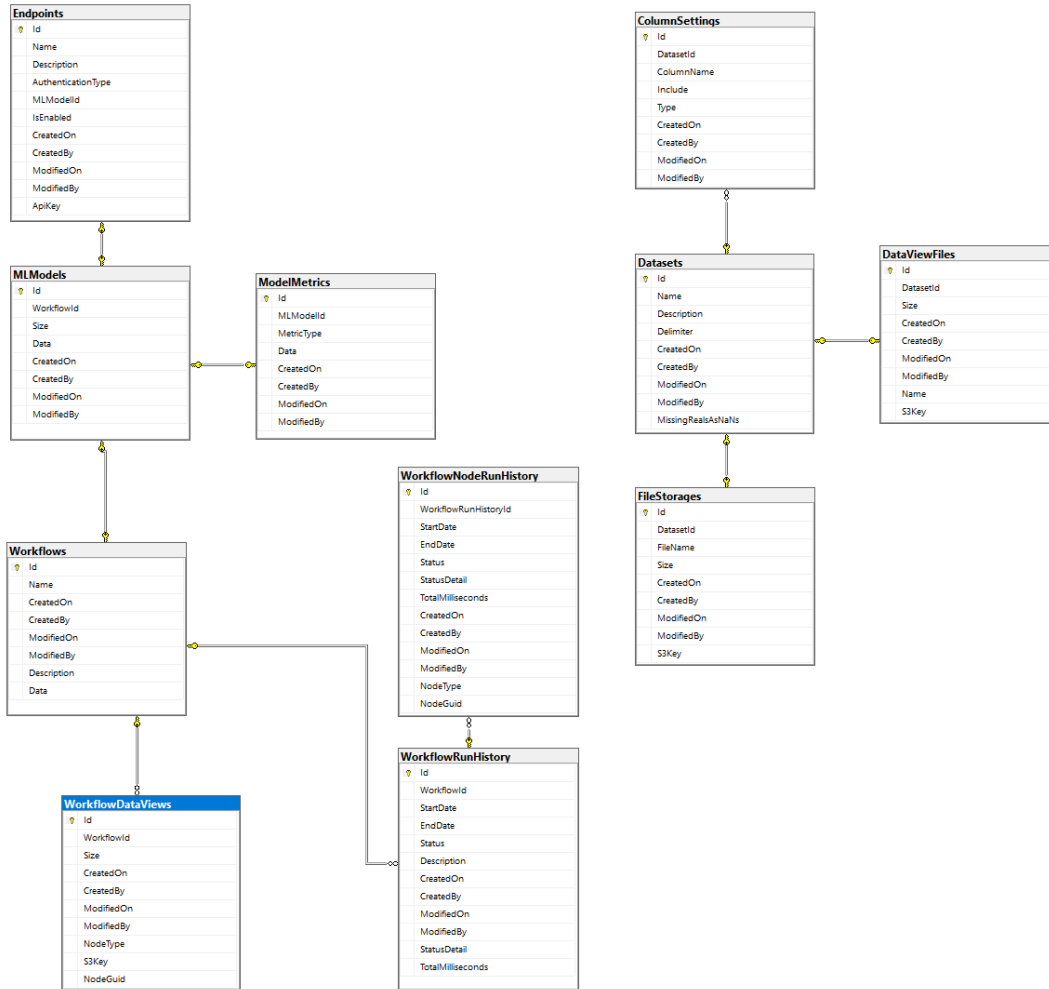 Endpoints
Id
Name
Description
AuthenticationType
MLModelId
IsEnabled
CreatedOn
CreatedBy
ModifiedOn
ModifiedBy
ApiKey
MLModels
Id
WorkflowId
Size
Data
CreatedOn
CreatedBy
ModifiedOn
ModifiedBy
ModelMetrics
Id
MLModelId
MetricType
Data
CreatedOn
CreatedBy
ModifiedOn
ModifiedBy
Workflows
Id
Name
CreatedOn
CreatedBy
ModifiedOn
ModifiedBy
Description
Data
WorkflowDataViews
Id
WorkflowId
Size
CreatedOn
CreatedBy
ModifiedOn
ModifiedBy
NodeType
S3Key
NodeGuid
WorkflowNodeRunHistory
Id
WorkflowRunHistoryId
StartDate
EndDate
Status
StatusDetail
TotalMilliseconds
CreatedOn
CreatedBy
ModifiedOn
ModifiedBy
NodeType
NodeGuid
WorkflowRunHistory
Id
WorkflowId
StartDate
EndDate
Status
Description
CreatedOn
CreatedBy
ModifiedOn
ModifiedBy
StatusDetail
TotalMilliseconds
ColumnSettings
Id
DatasetId
ColumnName
Include
Type
CreatedOn
CreatedBy
ModifiedOn
ModifiedBy
Datasets
Id
Name
Description
Delimiter
CreatedOn
CreatedBy
ModifiedOn
ModifiedBy
MissingRealsAsNaNs
DataViewFiles
Id
DatasetId
Size
CreatedOn
CreatedBy
ModifiedOn
ModifiedBy
Name
S3Key
FileStorages
Id
DatasetId
FileName
Size
CreatedOn
CreatedBy
ModifiedOn
ModifiedBy
S3Key